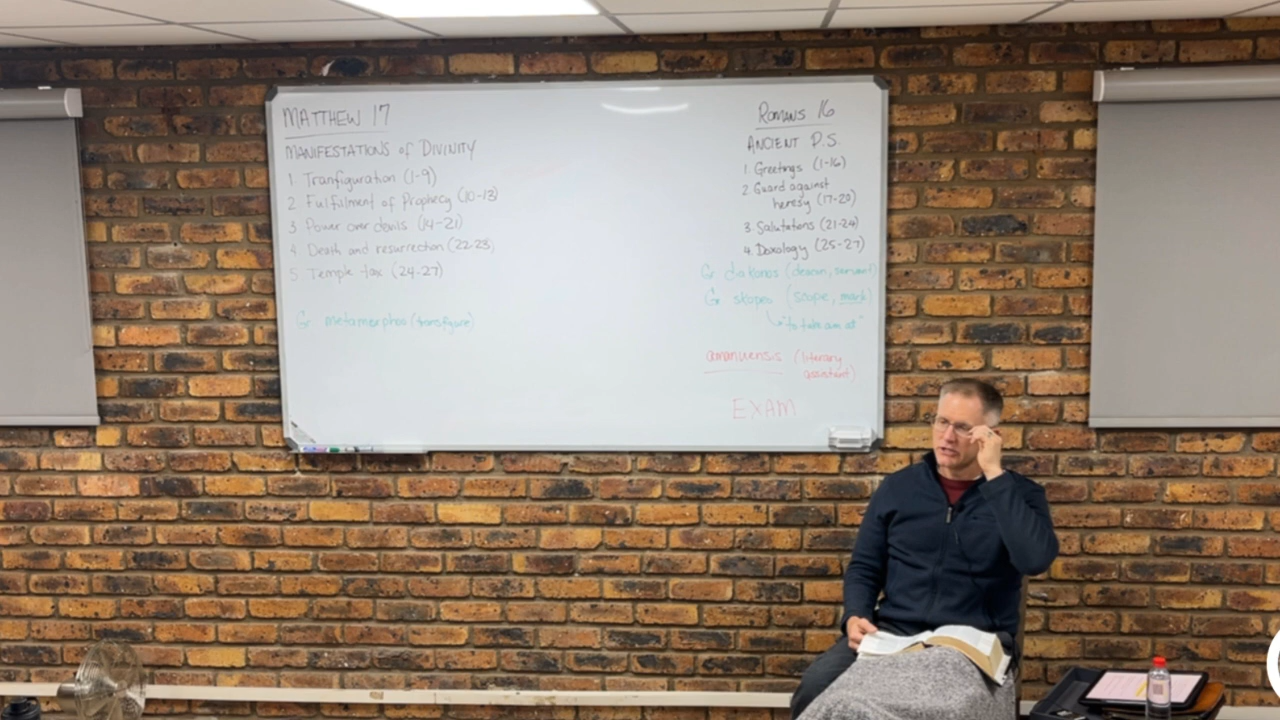 MATTHEW 17
MANIFESTATIONS of DIVINITY
1. Tranfiguration (1-9)
2. Fulfilment of Prophecy (10-13)
3. Power over devils (14-21)
4. Death and resurrection (22-23)
5. Temple tax (24-27)
Gr. metamorphos (transfigure)
ROMANS 16
ANCIENT P.S.
1. Greetings (1-16)
2. Guard against
heresy (17-20)
3. Salutations (21-24)
4. Doxology (25-27)
Gr. diakonos (deacon, servant)
Gr. skopeo (scope, mark)
"to take aim at"
amanuensis (literary
assistant)
EXAM